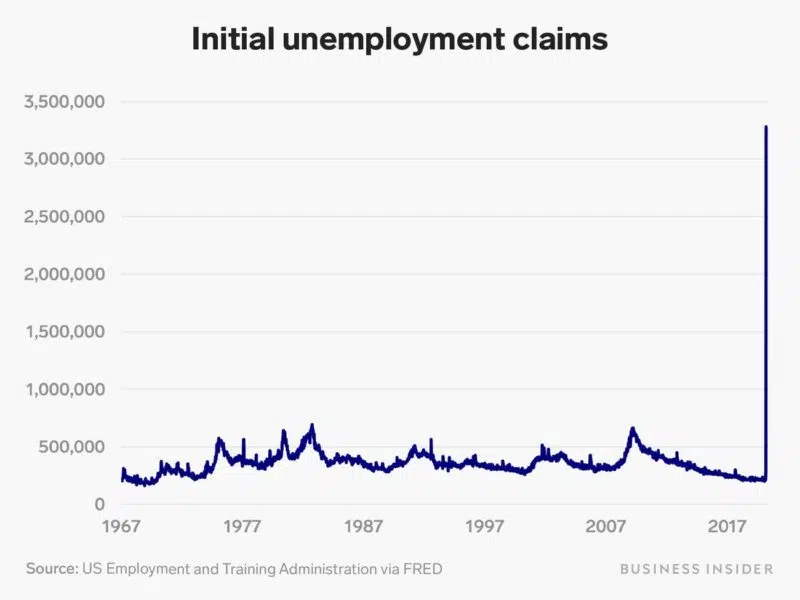 Initial unemployment claims
3,500,000
3,000,000
2,500,000
2,000,000
1,500,000
1,000,000
500,000
0
1967 1977 1987 1997 2007 2017
Source: US Employment and Training Administration via FRED
BUSINESS INSIDER